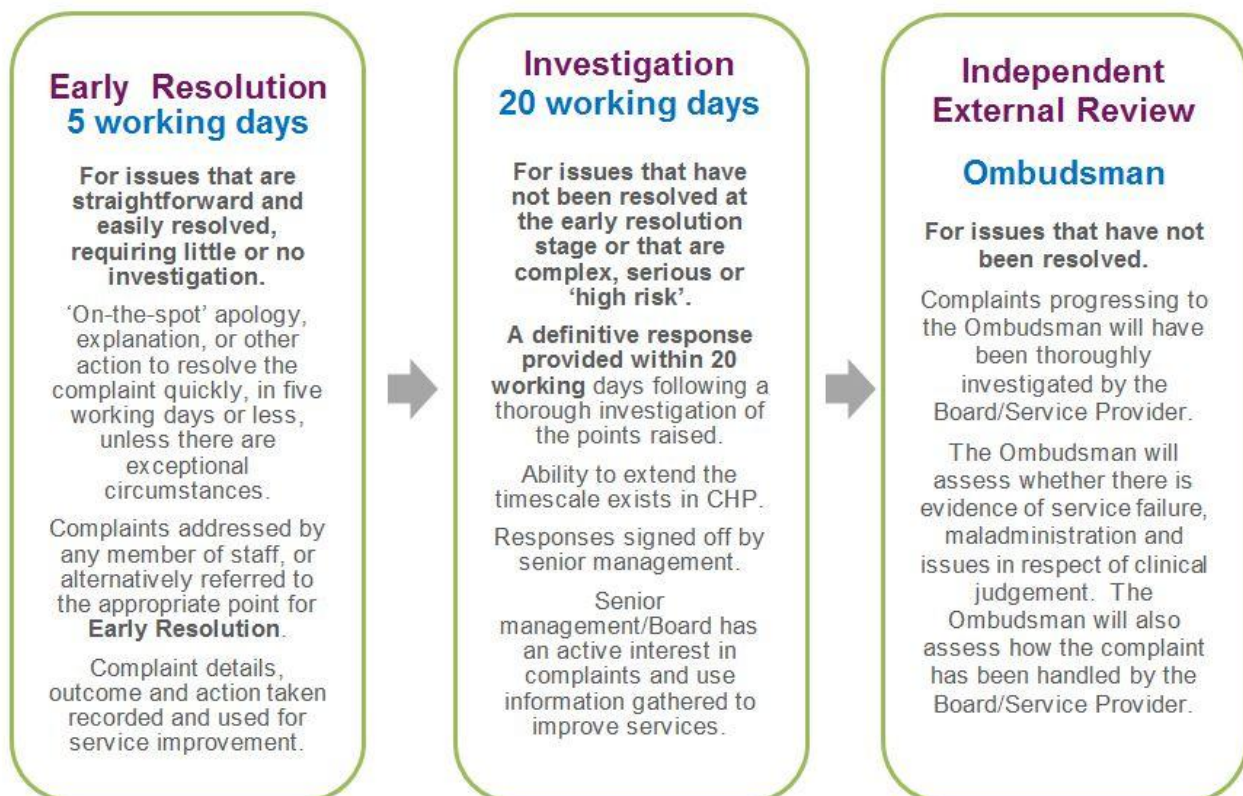 Early Resolution
5 working days
For issues that are
straightforward and
easily resolved,
requiring little or no
investigation.
‘On-the-spot’ apology,
explanation, or other
action to resolve the
complaint quickly, in five
working days or less,
unless there are
exceptional
circumstances.
Complaints addressed by
any member of staff, or
alternatively referred to
the appropriate point for
Early Resolution.
Complaint details,
outcome and action taken
recorded and used for
service improvement.
Investigation
20 working days
For issues that have
not been resolved at
the early resolution
stage or that are
complex, serious or
‘high risk’.
A definitive response
provided within 20
working days following a
thorough investigation of
the points raised.
Ability to extend the
timescale exists in CHP.
Responses signed off by
senior management.
Senior
management/Board has
an active interest in
complaints and use
information gathered to
improve services.
Independent
External Review
Ombudsman
For issues that have not
been resolved.
Complaints progressing to
the Ombudsman will have
been thoroughly
investigated by the
Board/Service Provider.
The Ombudsman will
assess whether there is
evidence of service failure,
maladministration and
issues in respect of clinical
judgement. The
Ombudsman will also
assess how the complaint
has been handled by the
Board/Service Provider.